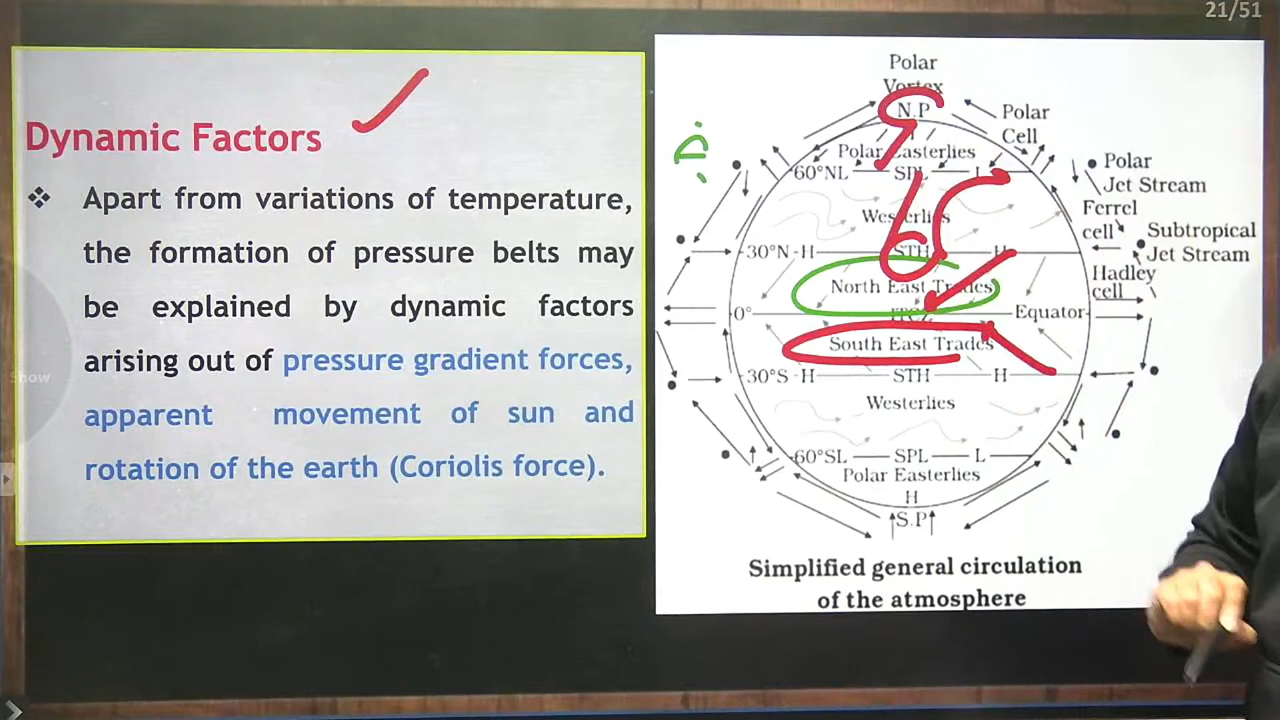 21/51
Dynamic Factors
❖ Apart from variations of temperature,
the formation of pressure belts may
be explained by dynamic factors
arising out of pressure gradient forces,
apparent movement of sun and
rotation of the earth (Coriolis force).
Show
Polar
Vortex
N.P
Polar
Cell
Polar Easterlies
60°NL SPL L
Polar
Jet Stream
Westerlies
Ferrel
cell
30°N-H STH H
Subtropical
Jet Stream
North East Trades
Hadley
cell
0° ITCZ Equator
South East Trades
30°S-H STH H
Westerlies
60°SL SPL L
Polar Easterlies
H
S.P
Simplified general circulation
of the atmosphere